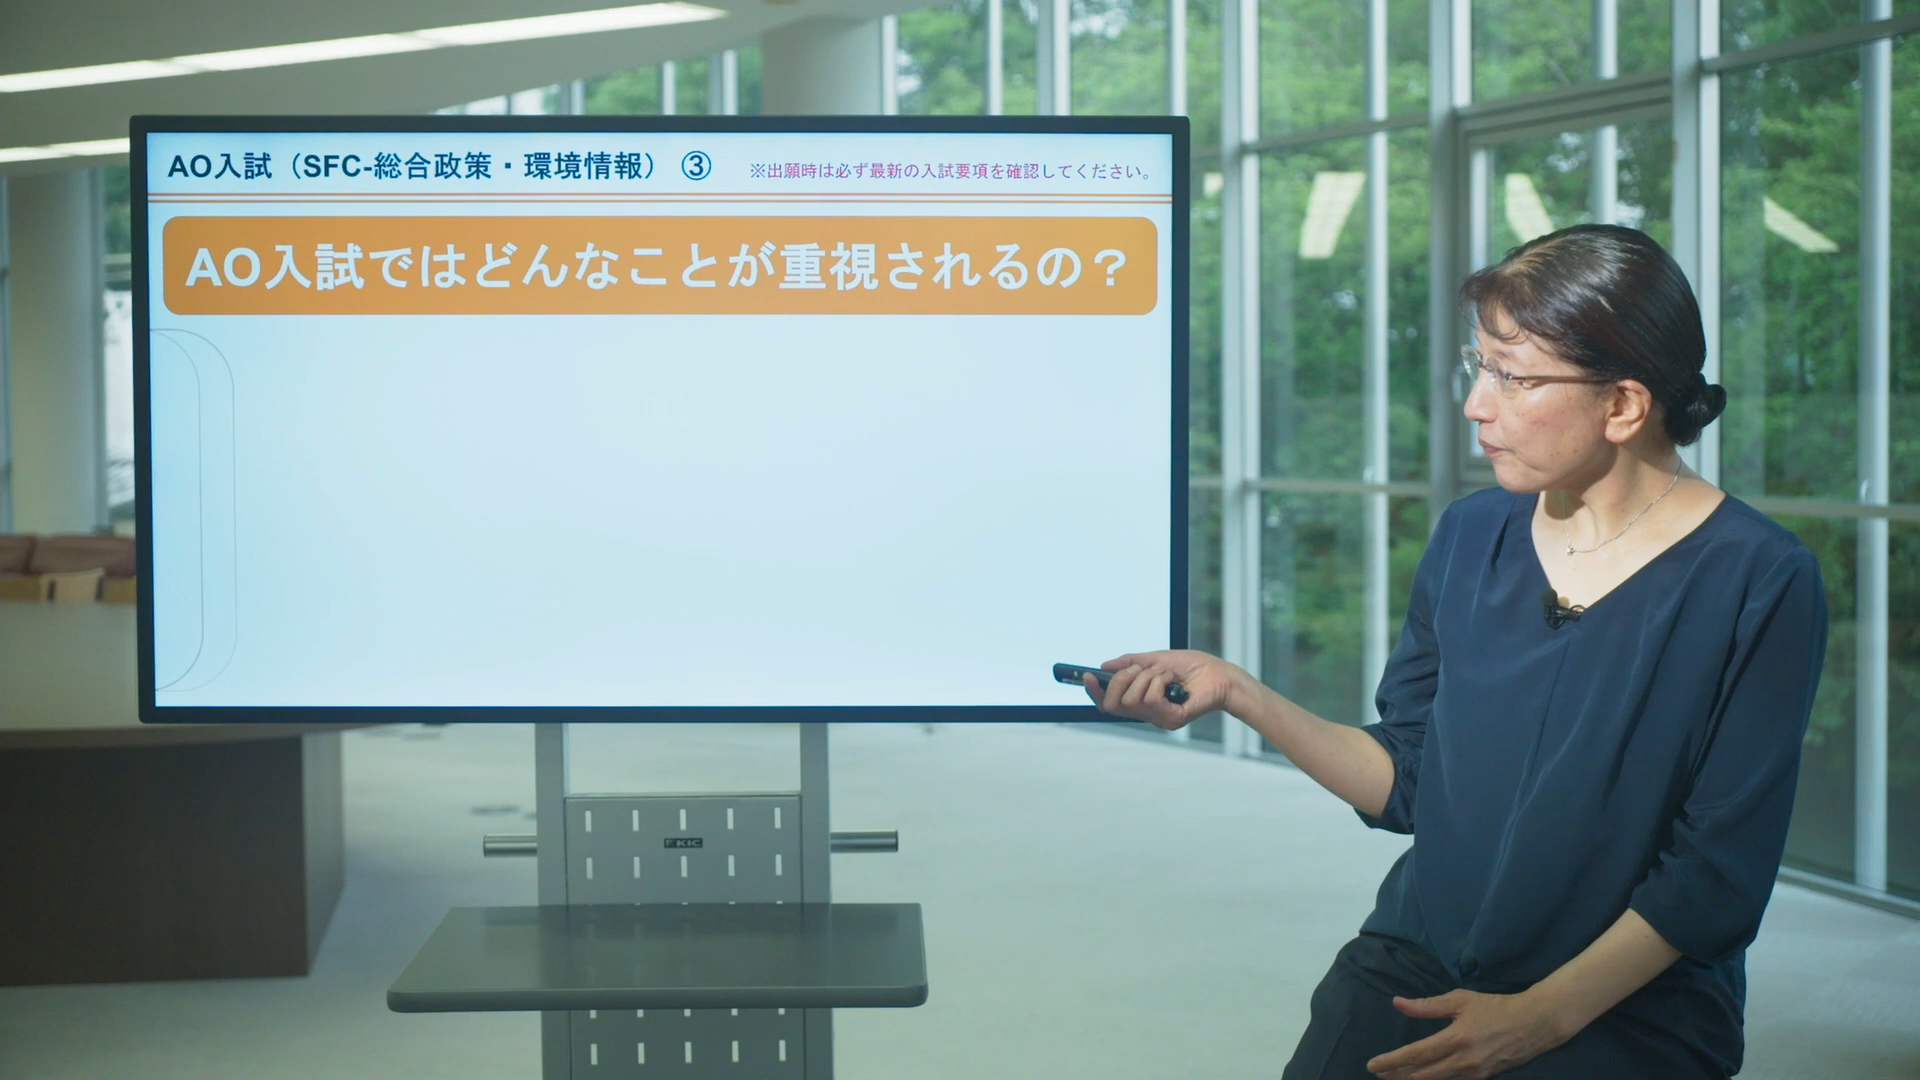 AO入試（SFC-総合政策・環境情報） ③
※出願時は必ず最新の入試要項を確認してください。
AO入試ではどんなことが重視されるの？
KIC